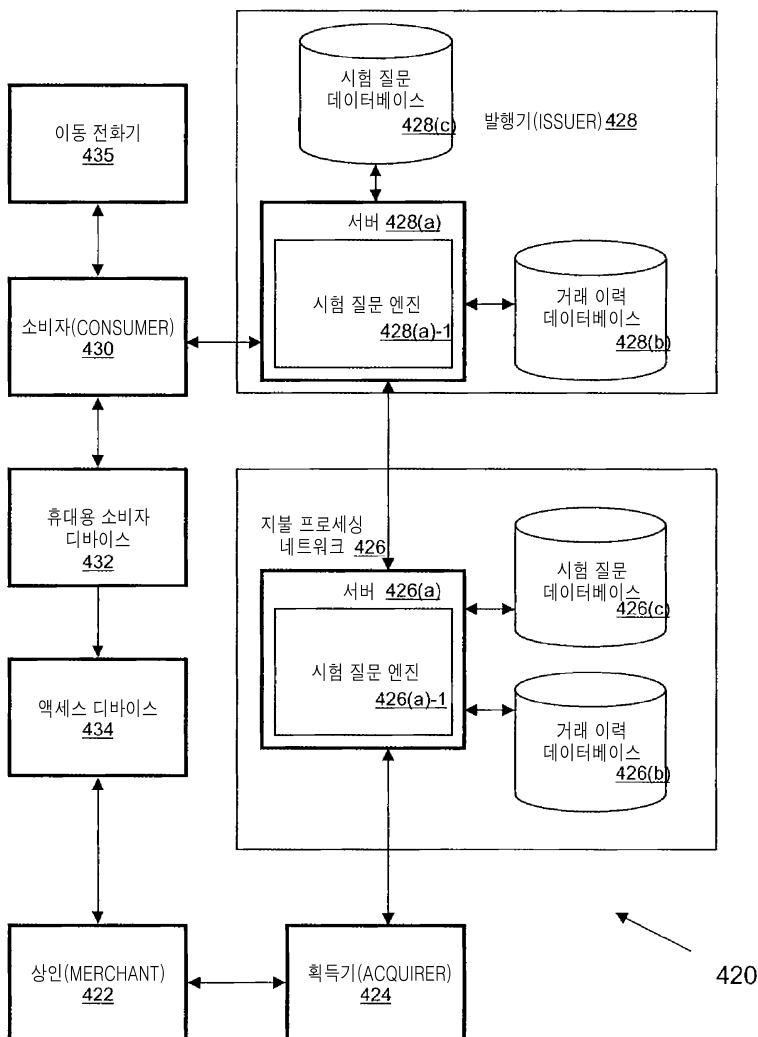 시험 질문
데이터베이스
428(c)
발행기(ISSUER) 428
이동 전화기
435
서버 428(a)
시험 질문 엔진
428(a)-1
거래 이력
데이터베이스
428(b)
소비자(CONSUMER)
430
휴대용 소비자
디바이스
432
지불 프로세싱
네트워크 426
서버 426(a)
시험 질문 엔진
426(a)-1
시험 질문
데이터베이스
426(c)
액세스 디바이스
434
거래 이력
데이터베이스
426(b)
상인(MERCHANT)
422
획득기(ACQUIRER)
424
420